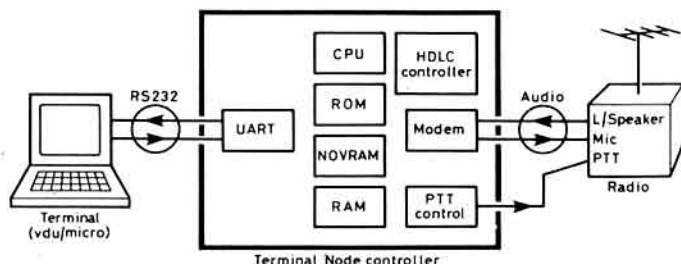 CPU
HDLC
controller
RS232
ROM
Audio
UART
Modem
L/Speaker
Mic
PTT
NOVRAM
RAM
PTT
control
Radio
Terminal
(vdu/micro)
Terminal Node controller